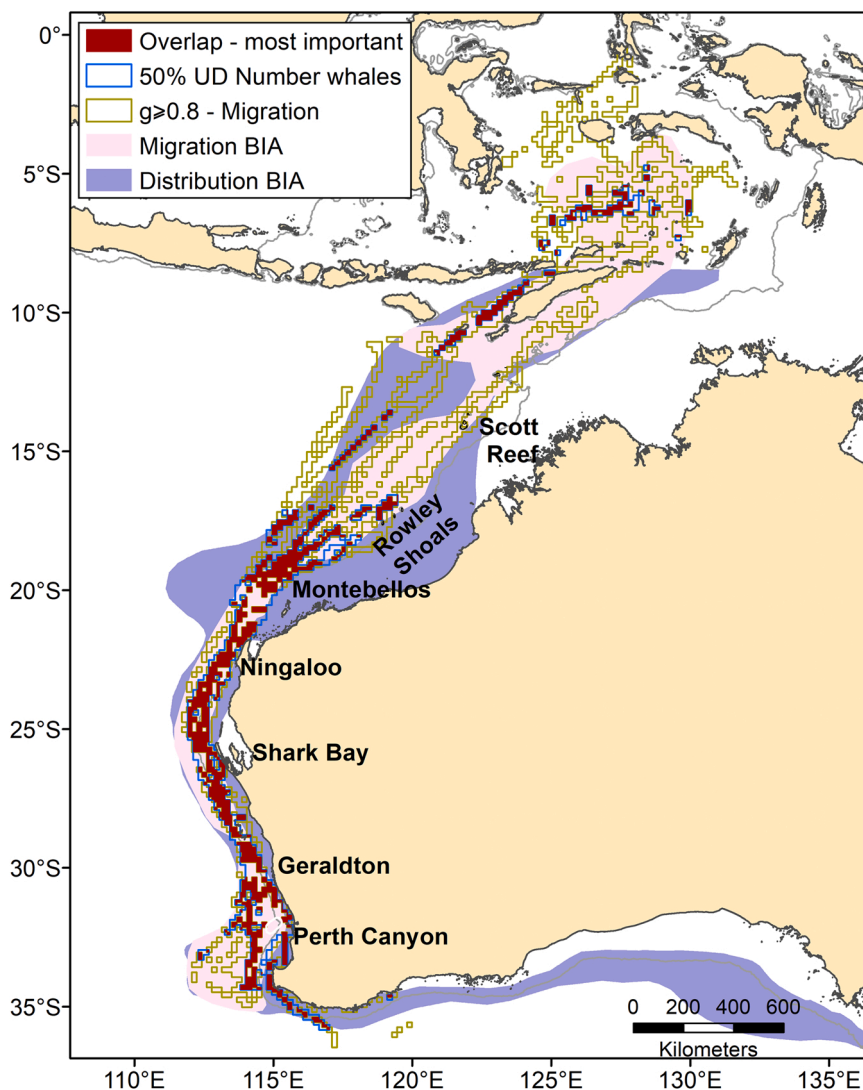 Overlap - most important
50% UD Number whales
g⩾0.8 - Migration
Migration BIA
Distribution BIA
0°
5°S
10°S
15°S
20°S
25°S
30°S
35°S
Scott
Reef
Rowley
Shoals
Montebellos
Ningaloo
Shark Bay
Geraldton
Perth Canyon
0 200 400 600
Kilometers
110°E 115°E 120°E 125°E 130°E 135°E